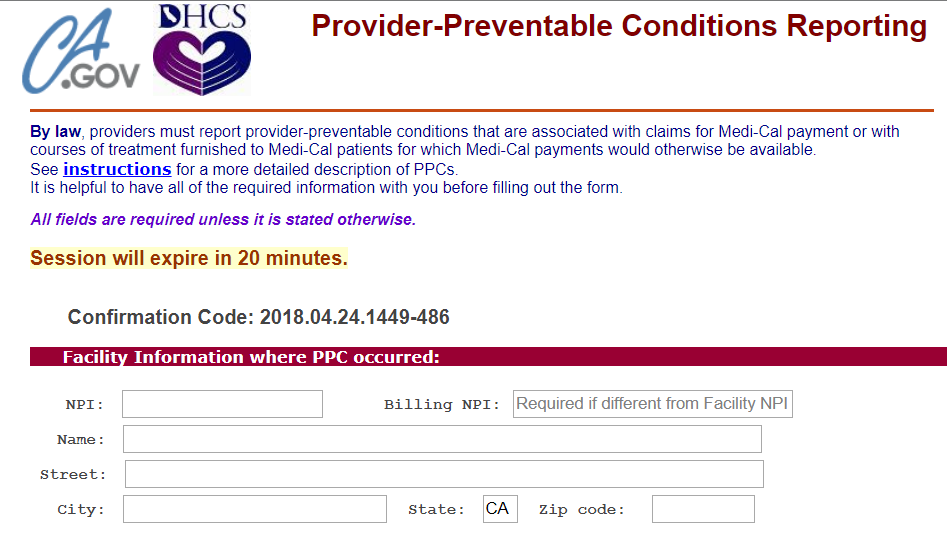 CA
.GOV
DHCS
Provider-Preventable Conditions Reporting
By law, providers must report provider-preventable conditions that are associated with claims for Medi-Cal payment or with
courses of treatment furnished to Medi-Cal patients for which Medi-Cal payments would otherwise be available.
See instructions for a more detailed description of PPCs.
It is helpful to have all of the required information with you before filling out the form.
All fields are required unless it is stated otherwise.
Session will expire in 20 minutes.
Confirmation Code: 2018.04.24.1449-486
Facility Information where PPC occurred:
NPI: Billing NPI: Required if different from Facility NPI
Name:
Street:
City: State: CA Zip code: